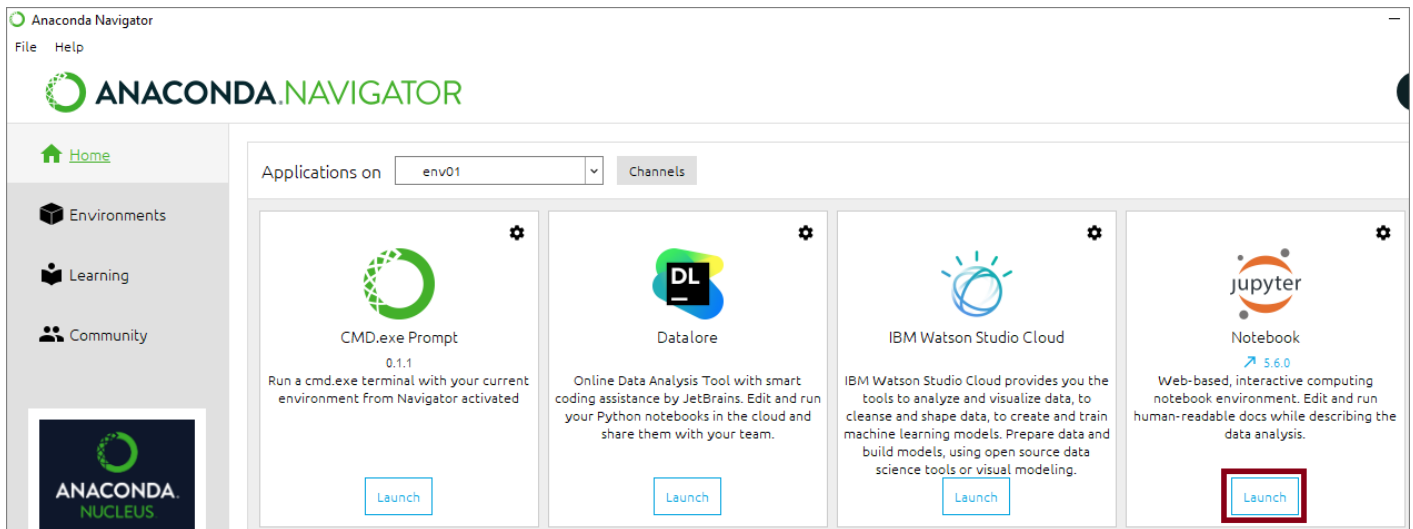 Anaconda Navigator
File Help
ANACONDA.NAVIGATOR
Home
Environments
Learning
Community
ANACONDA.
NUCLEUS
Applications on env01 Channels
CMD.exe Prompt
0.1.1
Run a cmd.exe terminal with your current
environment from Navigator activated
Launch
DL
Datalore
Online Data Analysis Tool with smart
coding assistance by JetBrains. Edit and run
your Python notebooks in the cloud and
share them with your team.
Launch
IBM Watson Studio Cloud
IBM Watson Studio Cloud provides you the
tools to analyze and visualize data, to
cleanse and shape data, to create and train
machine learning models. Prepare data and
build models, using open source data
science tools or visual modeling.
Launch
jupyter
Notebook
5.6.0
Web-based, interactive computing
notebook environment. Edit and run
human-readable docs while describing the
data analysis.
Launch